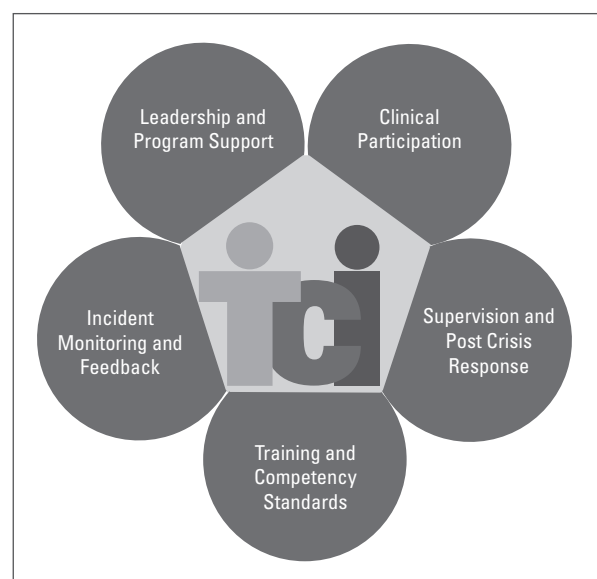 Leadership and
Program Support
Clinical
Participation
TCI
Incident
Monitoring and
Feedback
Supervision and
Post Crisis
Response
Training and
Competency
Standards